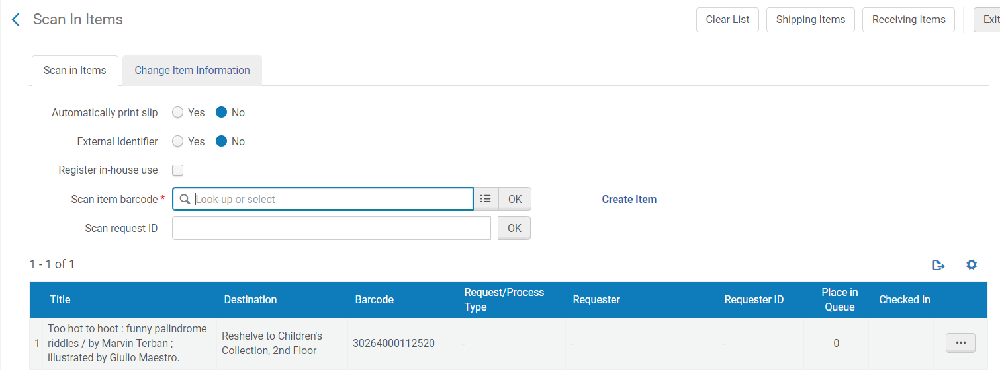 Scan In Items
Clear List
Shipping Items
Receiving Items
Exit
Scan in Items
Change Item Information
Automatically print slip
Yes
No
External Identifier
Yes
No
Register in-house use
Scan item barcode *
Look-up or select
OK
Create Item
Scan request ID
OK
1 - 1 of 1
Title
Destination
Barcode
Request/Process
Type
Requester
Requester ID
Place in
Queue
Checked In
1
Too hot to hoot : funny palindrome
riddles / by Marvin Terban ;
illustrated by Giulio Maestro.
Reshelve to Children's
Collection, 2nd Floor
30264000112520
-
-
-
0